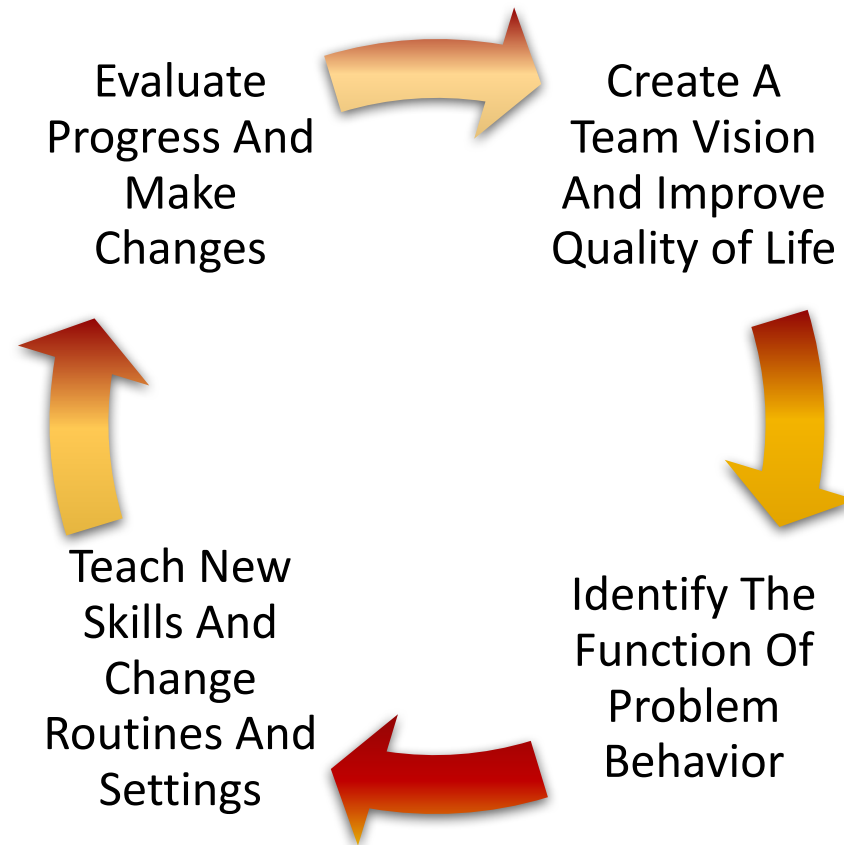 Evaluate
Progress And
Make
Changes
Create A
Team Vision
And Improve
Quality of Life
Identify The
Function Of
Problem
Behavior
Teach New
Skills And
Change
Routines And
Settings